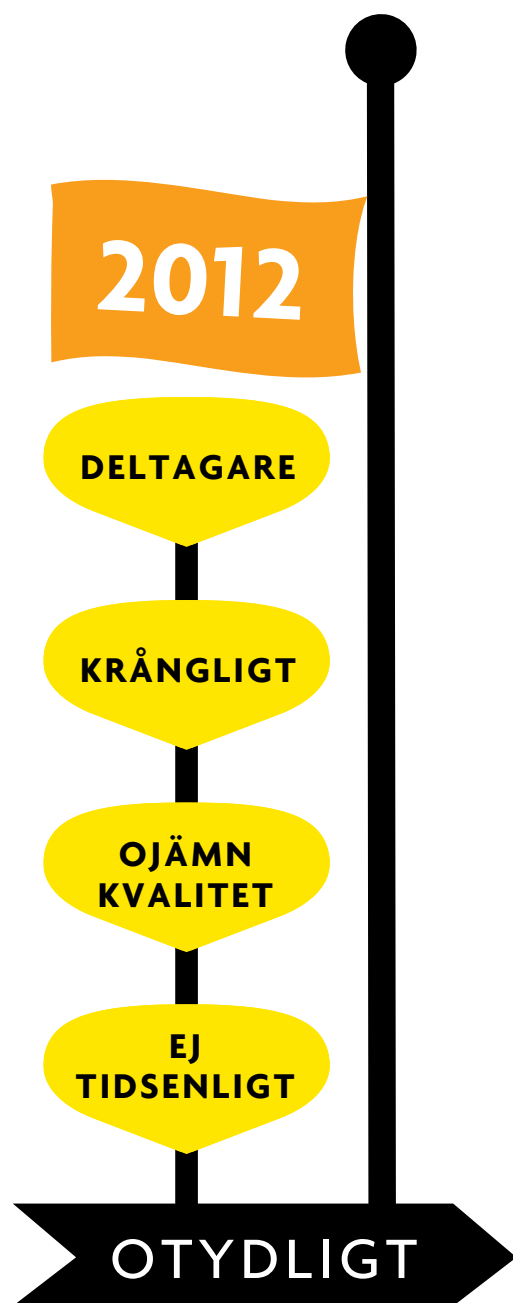 2012
DELTAGARE
KRÅNGLIGT
OJÄMN
KVALITET
EJ
TIDSENLIGT
OTYDLIGT